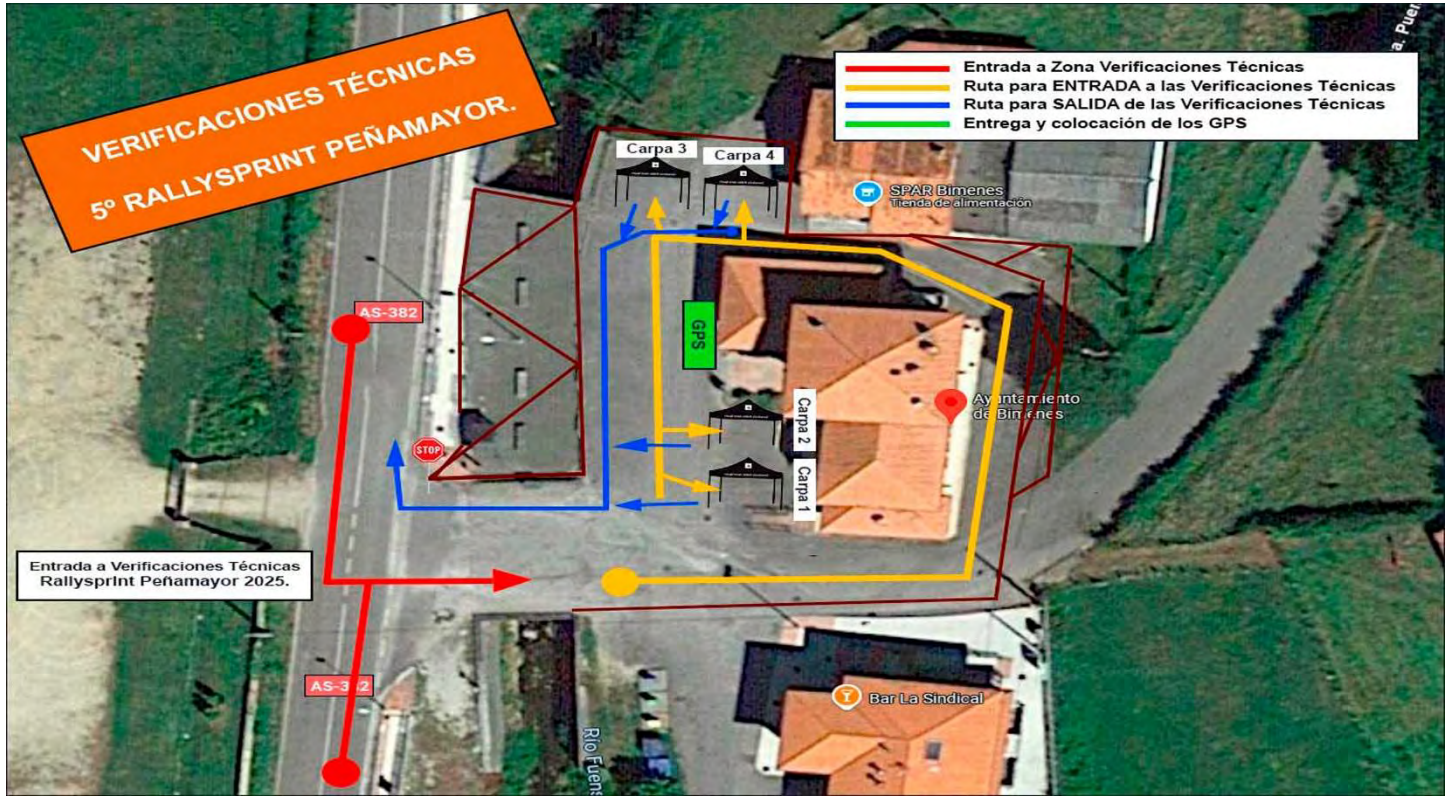 VERIFICACIONES TÉCNICAS
5º RALLYSPRINT PEÑAMAYOR.
Entrada a Zona Verificaciones Técnicas
Ruta para ENTRADA a las Verificaciones Técnicas
Ruta para SALIDA de las Verificaciones Técnicas
Entrega y colocación de los GPS
a. Puer
Carpa 3
Carpa 4
SPAR Bimenes
Tienda de alimentación
AS-382
GPS
Ayuntamiento
de Bimenes
Carpa 2
STOP
Carpa 1
Entrada a Verificaciones Técnicas
RallysprInt Peñamayor 2025.
AS-382
Bar La Sindical
Río Fuens